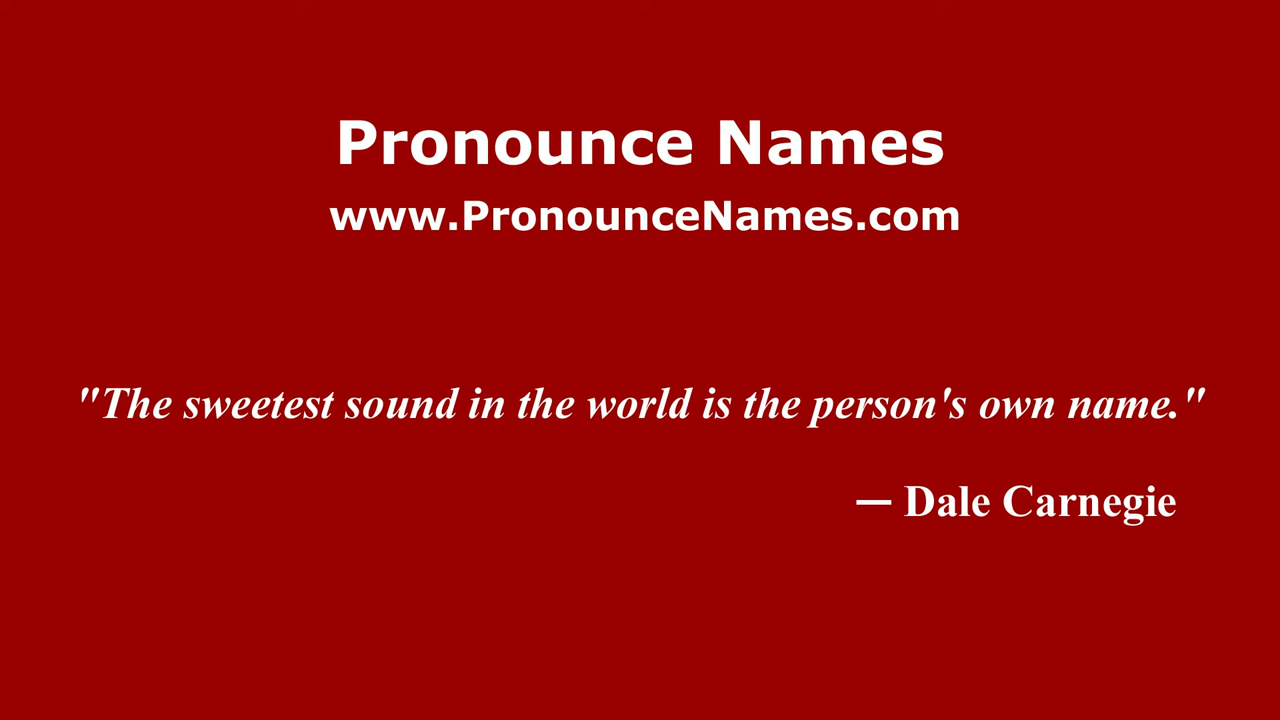 Pronounce Names
www.PronounceNames.com
"The sweetest sound in the world is the person's own name."
— Dale Carnegie